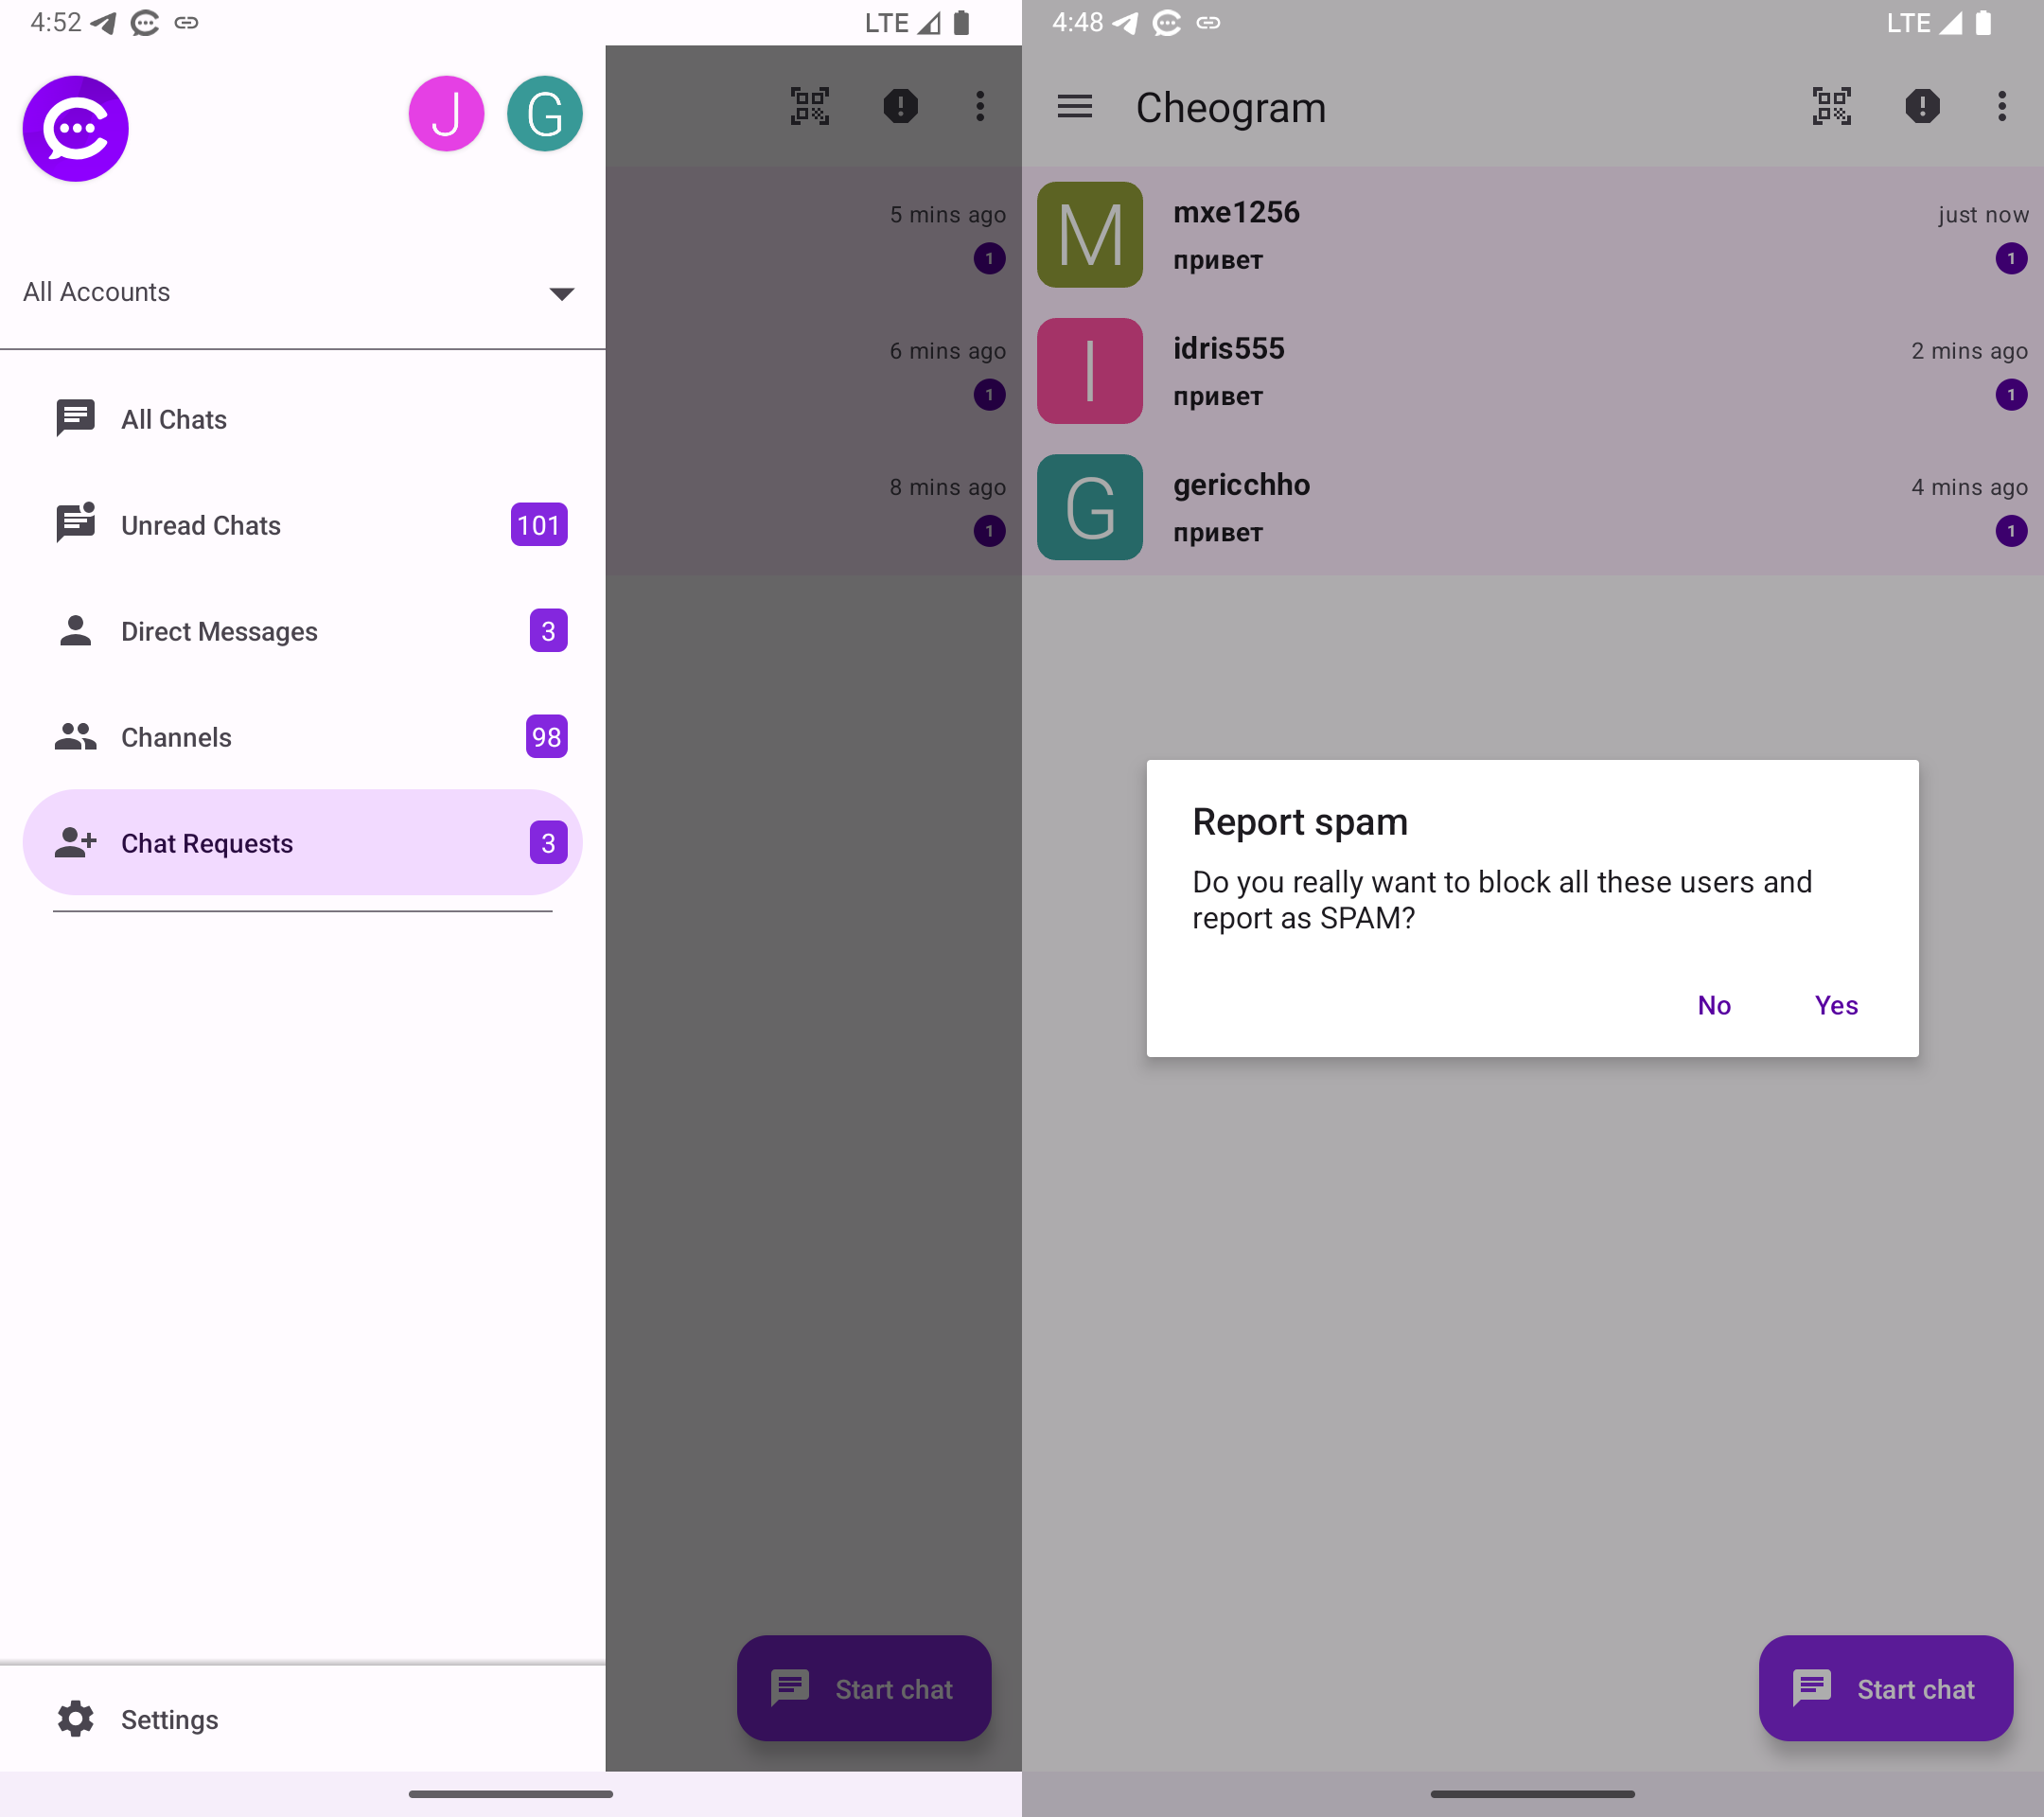 4:52
LTE
J
G
All Accounts
All Chats
Unread Chats 101
Direct Messages 3
Channels 98
Chat Requests 3
Settings
5 mins ago
1
6 mins ago
1
8 mins ago
1
Start chat
4:48
LTE
Cheogram
M
mxe1256
just now
привет
1
I
idris555
2 mins ago
привет
1
G
gericchho
4 mins ago
привет
1
Report spam
Do you really want to block all these users and
report as SPAM?
No
Yes
Start chat